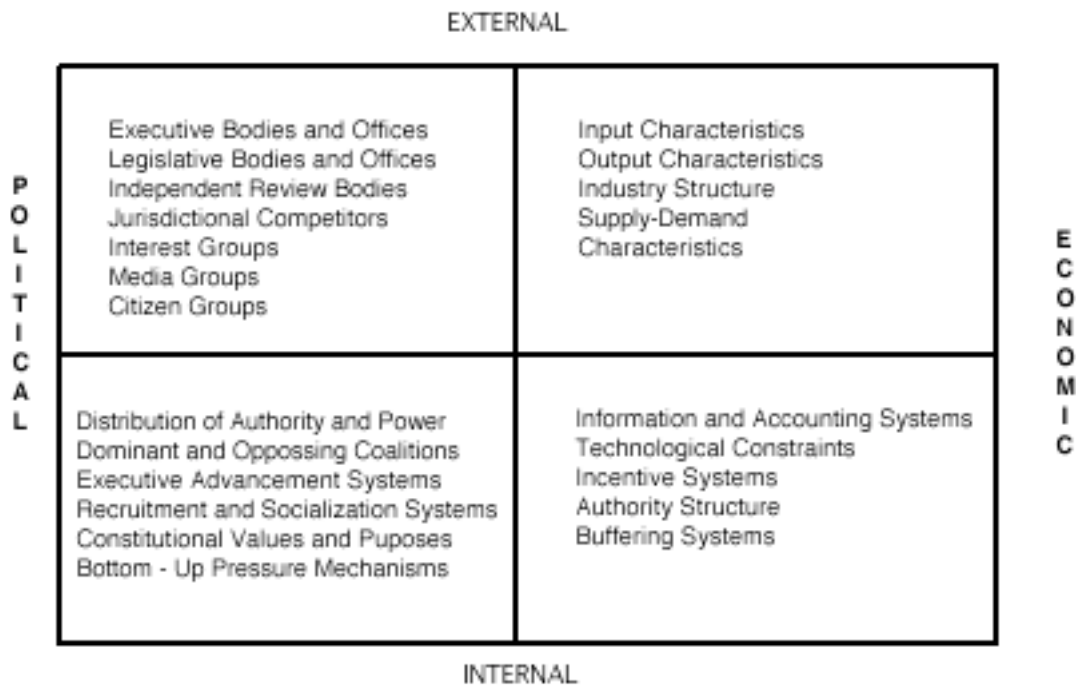 EXTERNAL
POLITICAL
Executive Bodies and Offices
Legislative Bodies and Offices
Independent Review Bodies
Jurisdictional Competitors
Interest Groups
Media Groups
Citizen Groups
Input Characteristics
Output Characteristics
Industry Structure
Supply-Demand
Characteristics
ECONOMIC
Distribution of Authority and Power
Dominant and Opposing Coalitions
Executive Advancement Systems
Recruitment and Socialization Systems
Constitutional Values and Puposes
Bottom - Up Pressure Mechanisms
Information and Accounting Systems
Technological Constraints
Incentive Systems
Authority Structure
Buffering Systems
INTERNAL